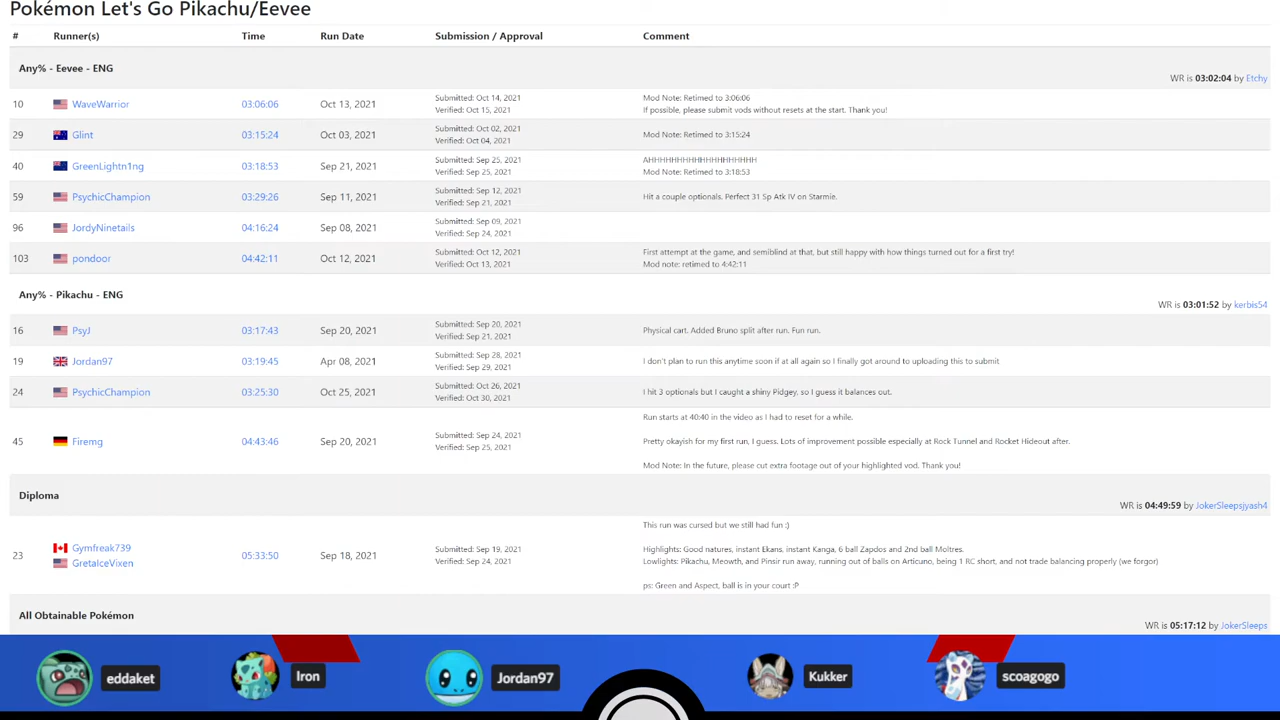 Pokémon Let's Go Pikachu/Eevee
# Runner(s) Time Run Date Submission / Approval Comment
Any% - Eevee - ENG
WR is 03:02:04 by Etchy
10 WaveWarrior 03:06:06 Oct 13, 2021 Submitted: Oct 14, 2021 Mod Note: Retimed to 3:06:06
Verified: Oct 15, 2021 If possible, please submit vods without resets at the start. Thank you!
29 Glint 03:15:24 Oct 03, 2021 Submitted: Oct 02, 2021 Mod Note: Retimed to 3:15:24
Verified: Oct 04, 2021
40 GreenLightn1ng 03:18:53 Sep 21, 2021 Submitted: Sep 25, 2021 AHHHHHHHHHHHHHHHHHH
Verified: Sep 25, 2021 Mod Note: Retimed to 3:18:53
59 PsychicChampion 03:29:26 Sep 11, 2021 Submitted: Sep 12, 2021 Hit a couple optionals. Perfect 31 Sp Atk IV on Starmie.
Verified: Sep 21, 2021
96 JordyNinetails 04:16:24 Sep 08, 2021 Submitted: Sep 09, 2021
Verified: Sep 24, 2021
103 pondoor 04:42:11 Oct 12, 2021 Submitted: Oct 12, 2021 First attempt at the game, and semiblind at that, but still happy with how things turned out for a first try!
Verified: Oct 13, 2021 Mod note: retimed to 4:42:11
Any% - Pikachu - ENG
WR is 03:01:52 by kerbis54
16 PsyJ 03:17:43 Sep 20, 2021 Submitted: Sep 20, 2021 Physical cart. Added Bruno split after run. Fun run.
Verified: Sep 21, 2021
19 Jordan97 03:19:45 Apr 08, 2021 Submitted: Sep 28, 2021 I don't plan to run this anytime soon if at all again so I finally got around to uploading this to submit
Verified: Sep 29, 2021
24 PsychicChampion 03:25:30 Oct 25, 2021 Submitted: Oct 26, 2021 I hit 3 optionals but I caught a shiny Pidgey, so I guess it balances out.
Verified: Oct 30, 2021
Run starts at 40:40 in the video as I had to reset for a while.
45 Firemg 04:43:46 Sep 20, 2021 Submitted: Sep 24, 2021 Pretty okayish for my first run, I guess. Lots of improvement possible especially at Rock Tunnel and Rocket Hideout after.
Verified: Sep 25, 2021
Mod Note: In the future, please cut extra footage out of your highlighted vod. Thank you!
Diploma
WR is 04:49:59 by JokerSleepsjyash4
This run was cursed but we still had fun :)
23 Gymfreak739 05:33:50 Sep 18, 2021 Submitted: Sep 19, 2021 Highlights: Good natures, instant Ekans, instant Kanga, 6 ball Zapdos and 2nd ball Moltres.
GretaIceVixen Verified: Sep 24, 2021 Lowlights: Pikachu, Meowth, and Pinsir run away, running out of balls on Articuno, being 1 RC short, and not trade balancing properly (we forgor)
ps: Green and Aspect, ball is in your court :P
All Obtainable Pokémon
WR is 05:17:12 by JokerSleeps
eddaket Iron Jordan97 Kukker scoagogo